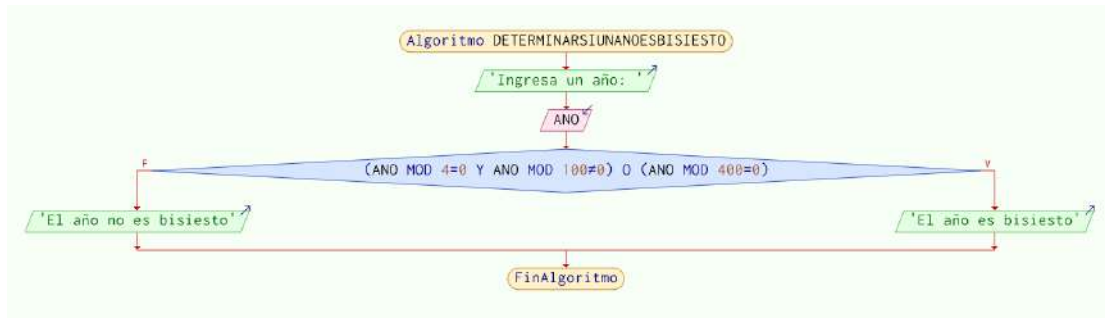 Algoritmo DETERMINARSIUNANOESBISIESTO
'Ingresa un año: '
ANO
F
(ANO MOD 4=0 Y ANO MOD 100≠0) O (ANO MOD 400=0)
V
'El año no es bisiesto'
'El año es bisiesto'
FinAlgoritmo